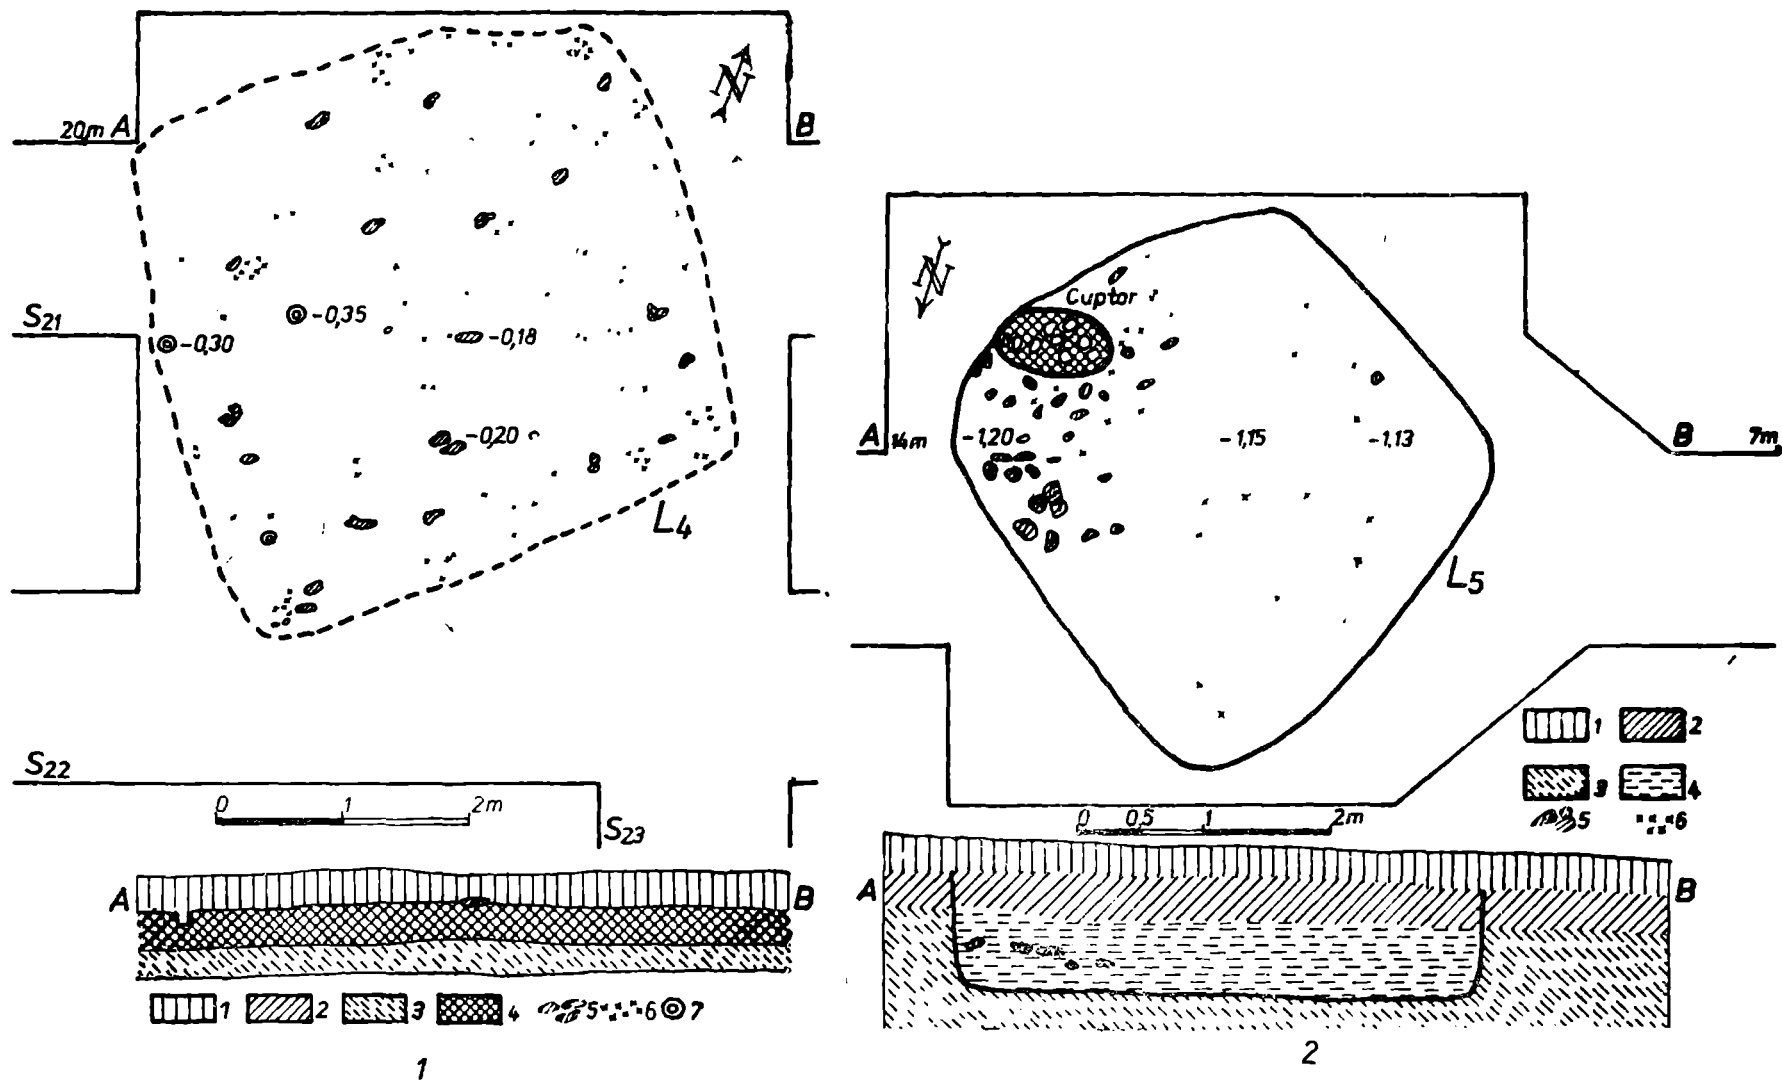 N
20m A
B
S21
-0,35
-0,30
-0,18
-0,20
L4
S22
0 1 2m
S23
A
B
1 2 3 4 5 6 7
1
N
Cuptor
A 14m
-1,20
-1,15
-1,13
B 7m
L5
1 2
3 4
5 6
0 0,5 1 2m
A
B
2